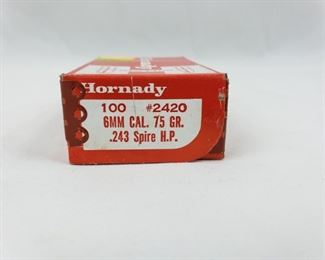 Hornady
100 #2420
6MM CAL. 75 GR.
.243 Spire H.P.